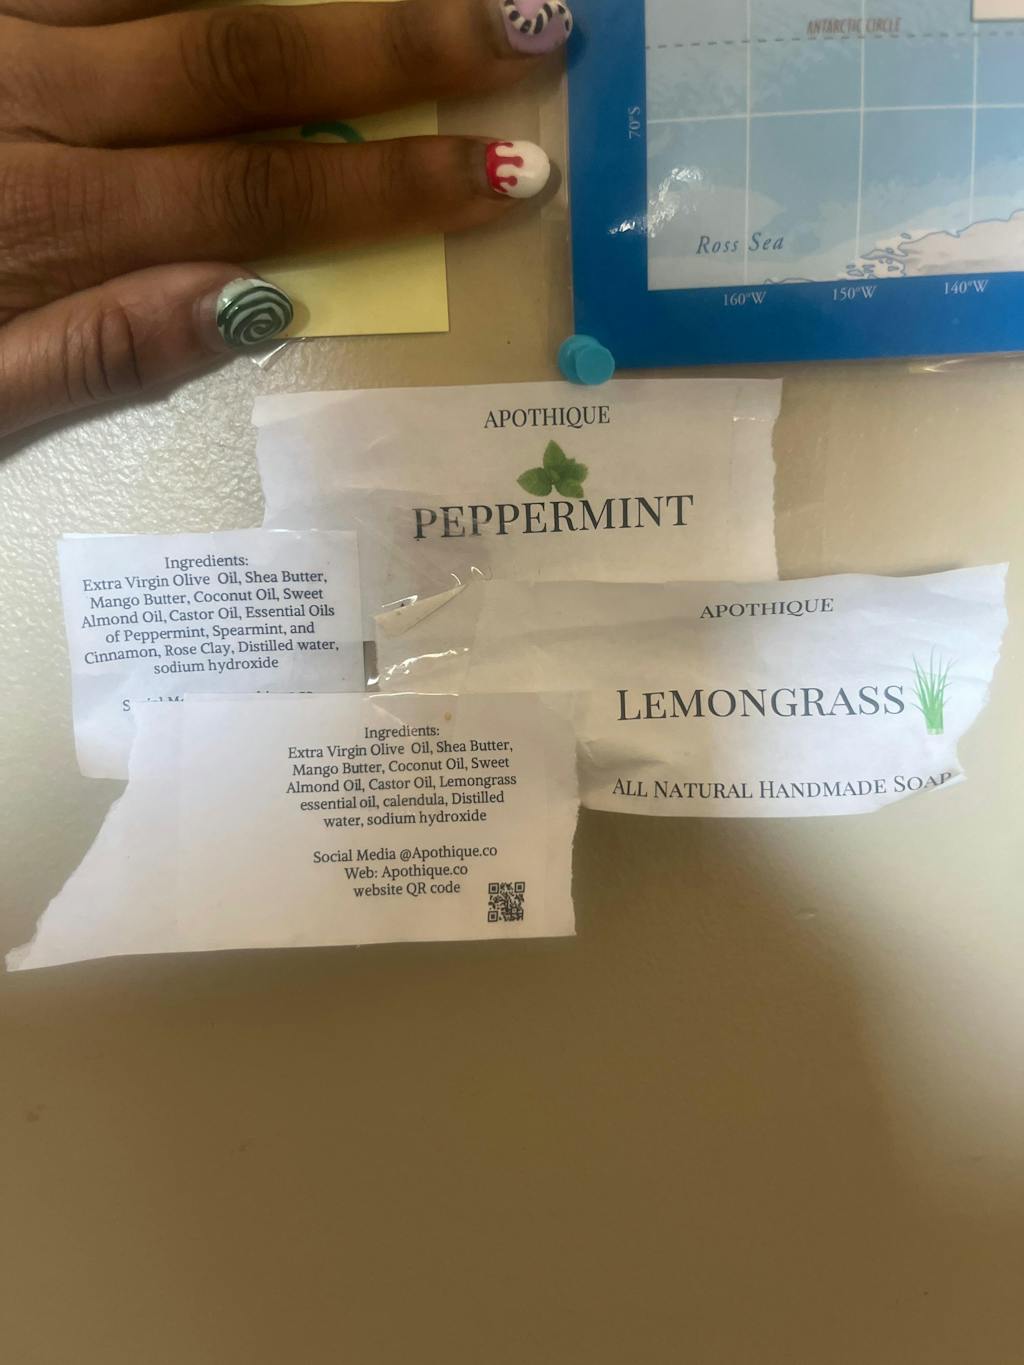 ANTARCTIC CIRCLE
70°S
Ross Sea
160°W
150°W
140°W
APOTHIQUE
PEPPERMINT
Ingredients:
Extra Virgin Olive Oil, Shea Butter,
Mango Butter, Coconut Oil, Sweet
Almond Oil, Castor Oil, Essential Oils
of Peppermint, Spearmint, and
Cinnamon, Rose Clay, Distilled water,
sodium hydroxide
APOTHIQUE
LEMONGRASS
ALL NATURAL HANDMADE SOAP
Ingredients:
Extra Virgin Olive Oil, Shea Butter,
Mango Butter, Coconut Oil, Sweet
Almond Oil, Castor Oil, Lemongrass
essential oil, calendula, Distilled
water, sodium hydroxide
Social Media @Apothique.co
Web: Apothique.co
website QR code